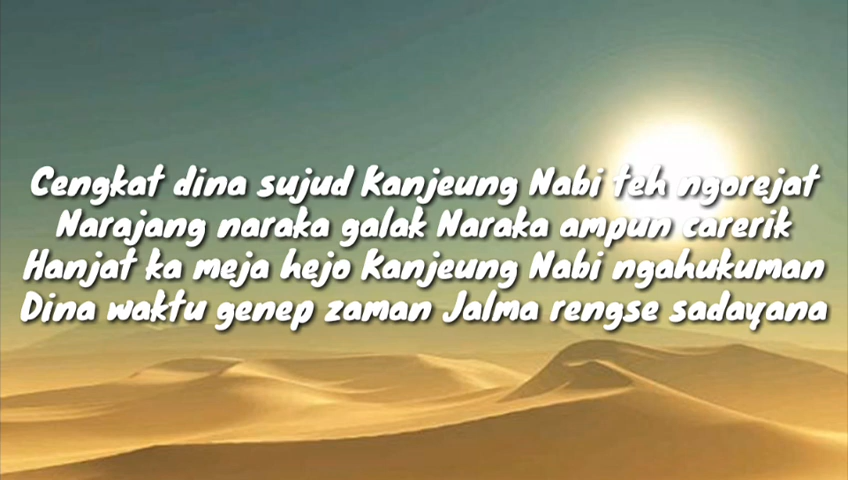 Cengkat dina sujud Kanjeung Nabi teh ngorejat
Narajang naraka galak Naraka ampun carerik
Hanjat ka meja hejo Kanjeung Nabi ngahukuman
Dina waktu genep zaman Jalma rengse sadayana